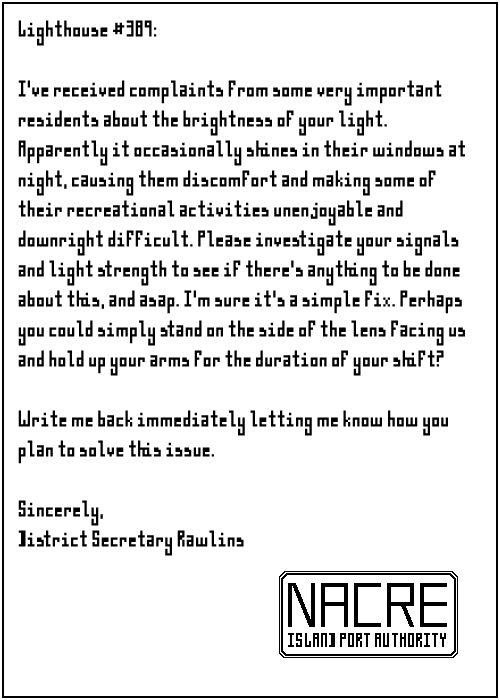 Lighthouse #389:
I've received complaints from some very important
residents about the brightness of your light.
Apparently it occasionally shines in their windows at
night, causing them discomfort and making some of
their recreational activities unenjoyable and
downright difficult. Please investigate your signals
and light strength to see if there's anything to be done
about this, and asap. I'm sure it's a simple fix. Perhaps
you could simply stand on the side of the lens facing us
and hold up your arms for the duration of your shift?
Write me back immediately letting me know how you
plan to solve this issue.
Sincerely,
District Secretary Rawlins
NACRE
ISLAND PORT AUTHORITY